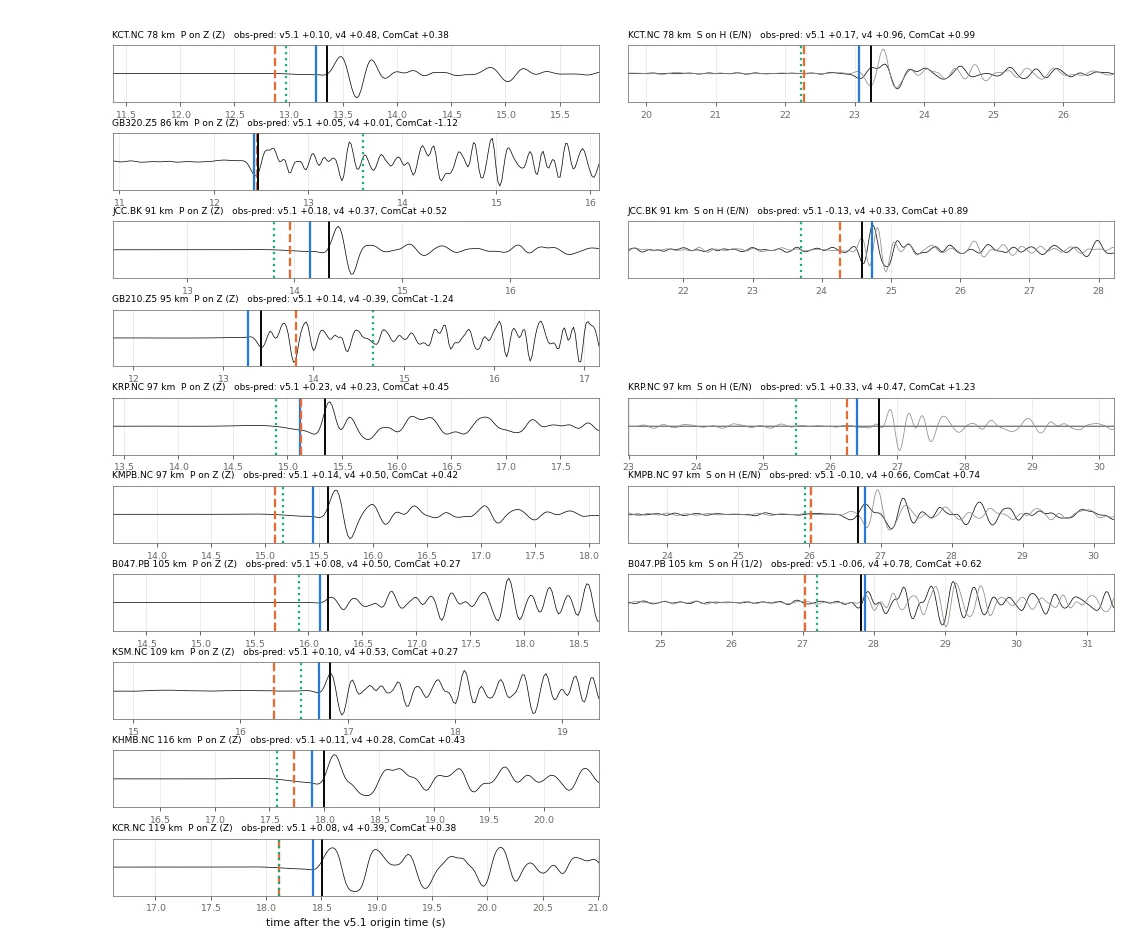 KCT.NC 78 km  P on Z (Z)   obs-pred: v5.1 +0.10, v4 +0.48, ComCat +0.38
11.5 12.0 12.5 13.0 13.5 14.0 14.5 15.0 15.5
KCT.NC 78 km  S on H (E/N)   obs-pred: v5.1 +0.17, v4 +0.96, ComCat +0.99
20 21 22 23 24 25 26
GB320.Z5 86 km  P on Z (Z)   obs-pred: v5.1 +0.05, v4 +0.01, ComCat -1.12
11 12 13 14 15 16
JCC.BK 91 km  P on Z (Z)   obs-pred: v5.1 +0.18, v4 +0.37, ComCat +0.52
13 14 15 16
JCC.BK 91 km  S on H (E/N)   obs-pred: v5.1 -0.13, v4 +0.33, ComCat +0.89
22 23 24 25 26 27 28
GB210.Z5 95 km  P on Z (Z)   obs-pred: v5.1 +0.14, v4 -0.39, ComCat -1.24
12 13 14 15 16 17
KRP.NC 97 km  P on Z (Z)   obs-pred: v5.1 +0.23, v4 +0.23, ComCat +0.45
13.5 14.0 14.5 15.0 15.5 16.0 16.5 17.0 17.5
KRP.NC 97 km  S on H (E/N)   obs-pred: v5.1 +0.33, v4 +0.47, ComCat +1.23
23 24 25 26 27 28 29 30
KMPB.NC 97 km  P on Z (Z)   obs-pred: v5.1 +0.14, v4 +0.50, ComCat +0.42
14.0 14.5 15.0 15.5 16.0 16.5 17.0 17.5 18.0
KMPB.NC 97 km  S on H (E/N)   obs-pred: v5.1 -0.10, v4 +0.66, ComCat +0.74
24 25 26 27 28 29 30
B047.PB 105 km  P on Z (Z)   obs-pred: v5.1 +0.08, v4 +0.50, ComCat +0.27
14.5 15.0 15.5 16.0 16.5 17.0 17.5 18.0 18.5
B047.PB 105 km  S on H (1/2)   obs-pred: v5.1 -0.06, v4 +0.78, ComCat +0.62
25 26 27 28 29 30 31
KSM.NC 109 km  P on Z (Z)   obs-pred: v5.1 +0.10, v4 +0.53, ComCat +0.27
15 16 17 18 19
KHMB.NC 116 km  P on Z (Z)   obs-pred: v5.1 +0.11, v4 +0.28, ComCat +0.43
16.5 17.0 17.5 18.0 18.5 19.0 19.5 20.0
KCR.NC 119 km  P on Z (Z)   obs-pred: v5.1 +0.08, v4 +0.39, ComCat +0.38
17.0 17.5 18.0 18.5 19.0 19.5 20.0 20.5 21.0
time after the v5.1 origin time (s)